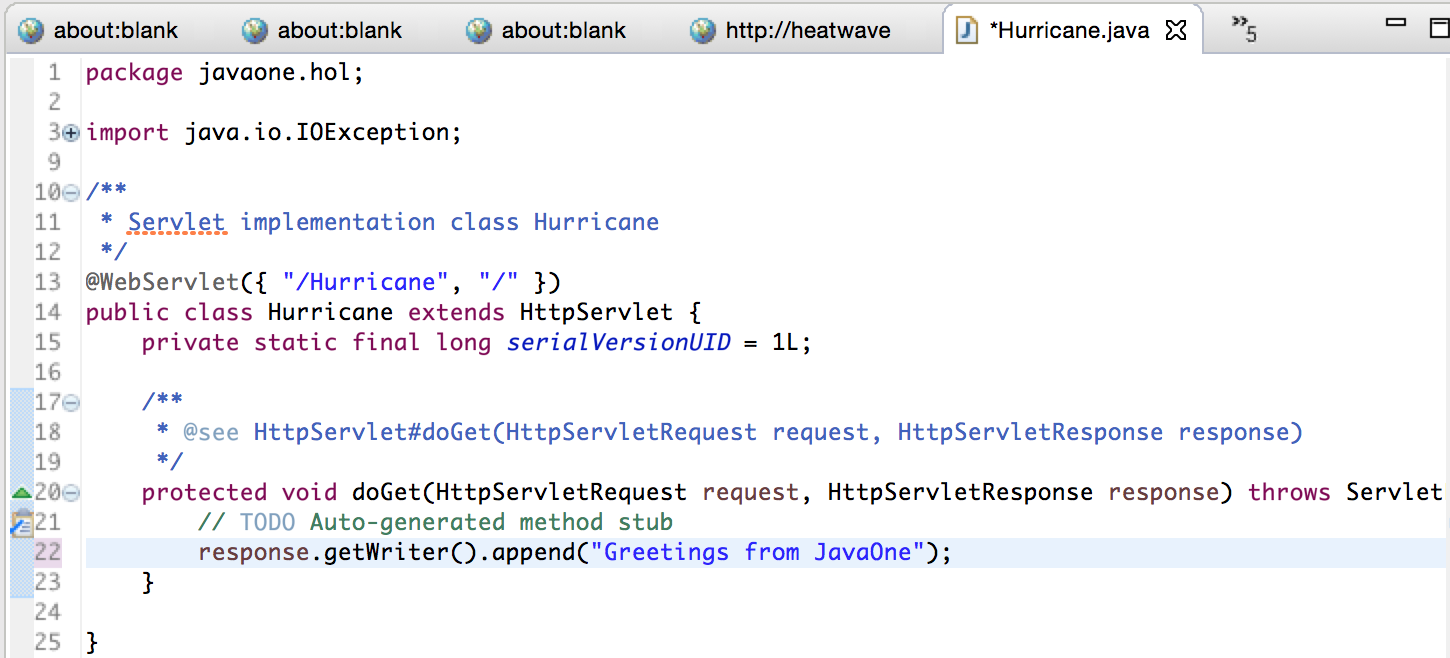 about:blank about:blank about:blank http://heatwave *Hurricane.java »5
1 package javaone.hol;
2
3 import java.io.IOException;
9
10 /**
11  * Servlet implementation class Hurricane
12  */
13 @WebServlet({ "/Hurricane", "/" })
14 public class Hurricane extends HttpServlet {
15     private static final long serialVersionUID = 1L;
16
17     /**
18      * @see HttpServlet#doGet(HttpServletRequest request, HttpServletResponse response)
19      */
20     protected void doGet(HttpServletRequest request, HttpServletResponse response) throws Servlet
21         // TODO Auto-generated method stub
22         response.getWriter().append("Greetings from JavaOne");
23     }
24
25 }